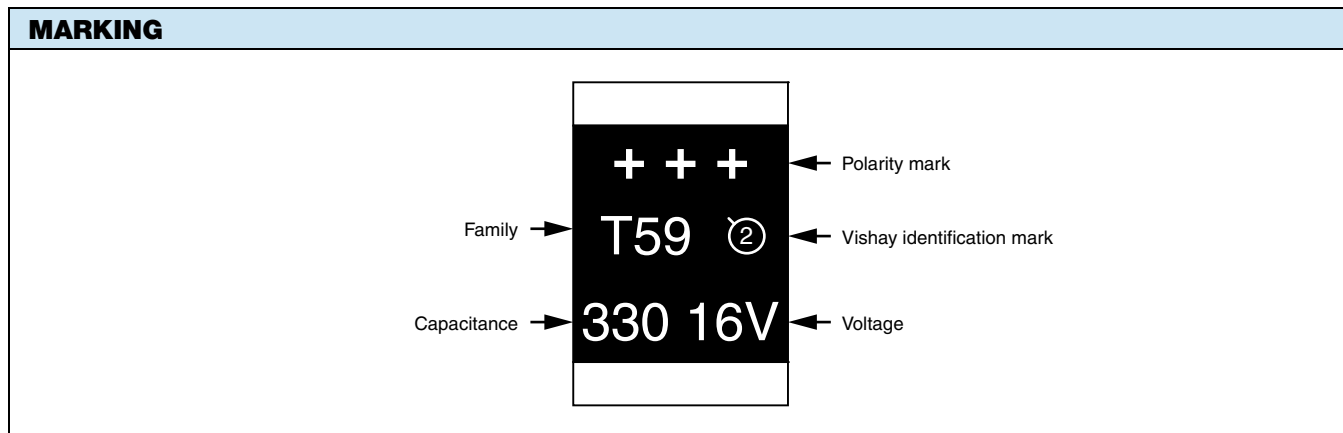 MARKING
+ + +
Polarity mark
Family
T59 2
Vishay identification mark
Capacitance
330 16V
Voltage